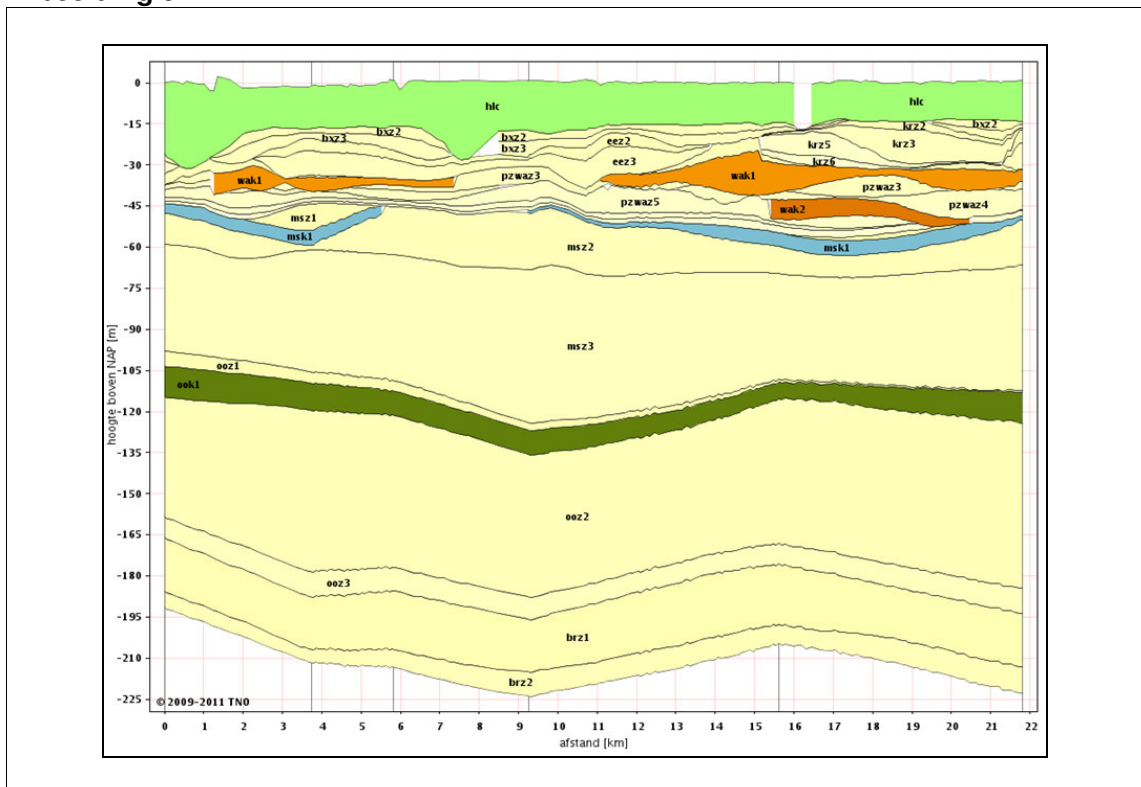 hoogte boven NAP [m]
0
-15
-30
-45
-60
-75
-90
-105
-120
-135
-150
-165
-180
-195
-210
-225
hlc
hlc
bxz3
bxz2
bxz2
bxz3
eez2
eez3
krz2
bxz2
krz5
krz3
krz6
wak1
wak1
pzwaz3
pzwaz3
pzwaz5
wak2
pzwaz4
msz1
msk1
msz2
msk1
msz3
ooz1
ook1
ooz2
ooz3
brz1
brz2
© 2009-2011 TNO
0 1 2 3 4 5 6 7 8 9 10 11 12 13 14 15 16 17 18 19 20 21 22
afstand [km]